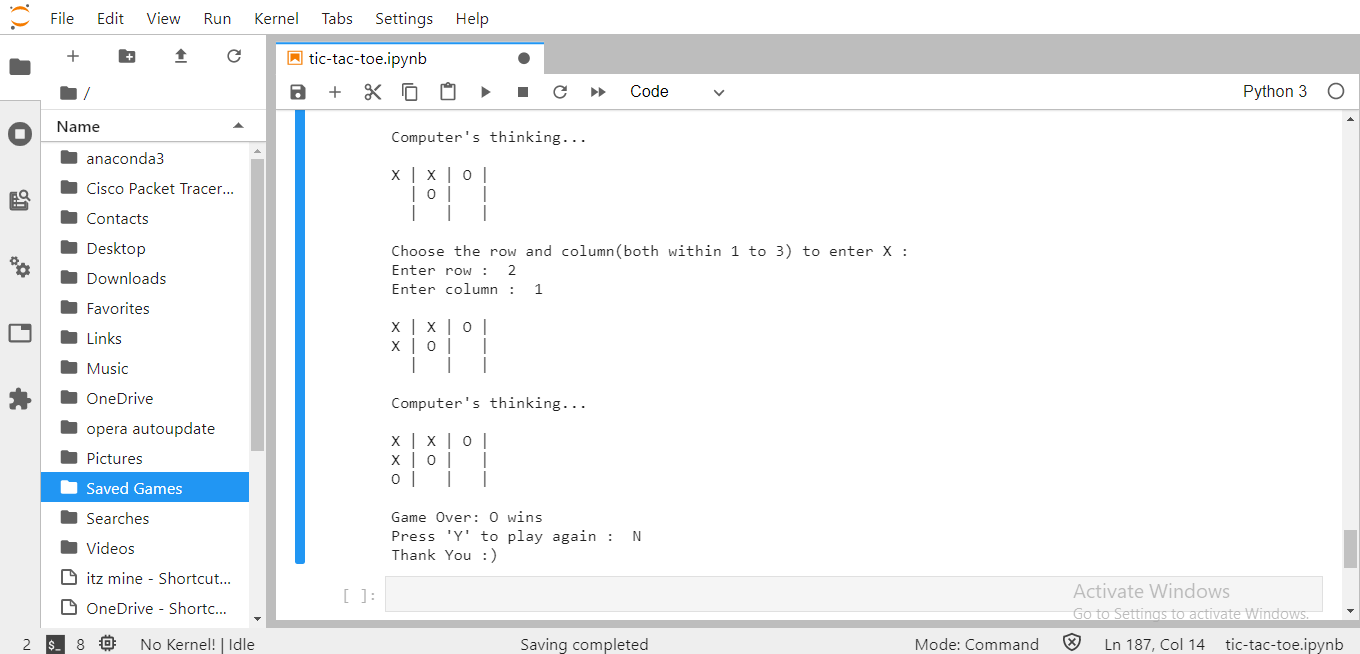 File Edit View Run Kernel Tabs Settings Help
tic-tac-toe.ipynb
/
Code
Python 3
Name
anaconda3
Cisco Packet Tracer...
Contacts
Desktop
Downloads
Favorites
Links
Music
OneDrive
opera autoupdate
Pictures
Saved Games
Searches
Videos
itz mine - Shortcut...
OneDrive - Shortc...
Computer's thinking...
X | X | O |
  | O |   |
  |   |   |
Choose the row and column(both within 1 to 3) to enter X :
Enter row :  2
Enter column :  1
X | X | O |
X | O |   |
  |   |   |
Computer's thinking...
X | X | O |
X | O |   |
O |   |   |
Game Over: O wins
Press 'Y' to play again :  N
Thank You :)
[ ]:
Activate Windows
Go to Settings to activate Windows.
2 $_ 8 No Kernel! | Idle Saving completed Mode: Command Ln 187, Col 14 tic-tac-toe.ipynb